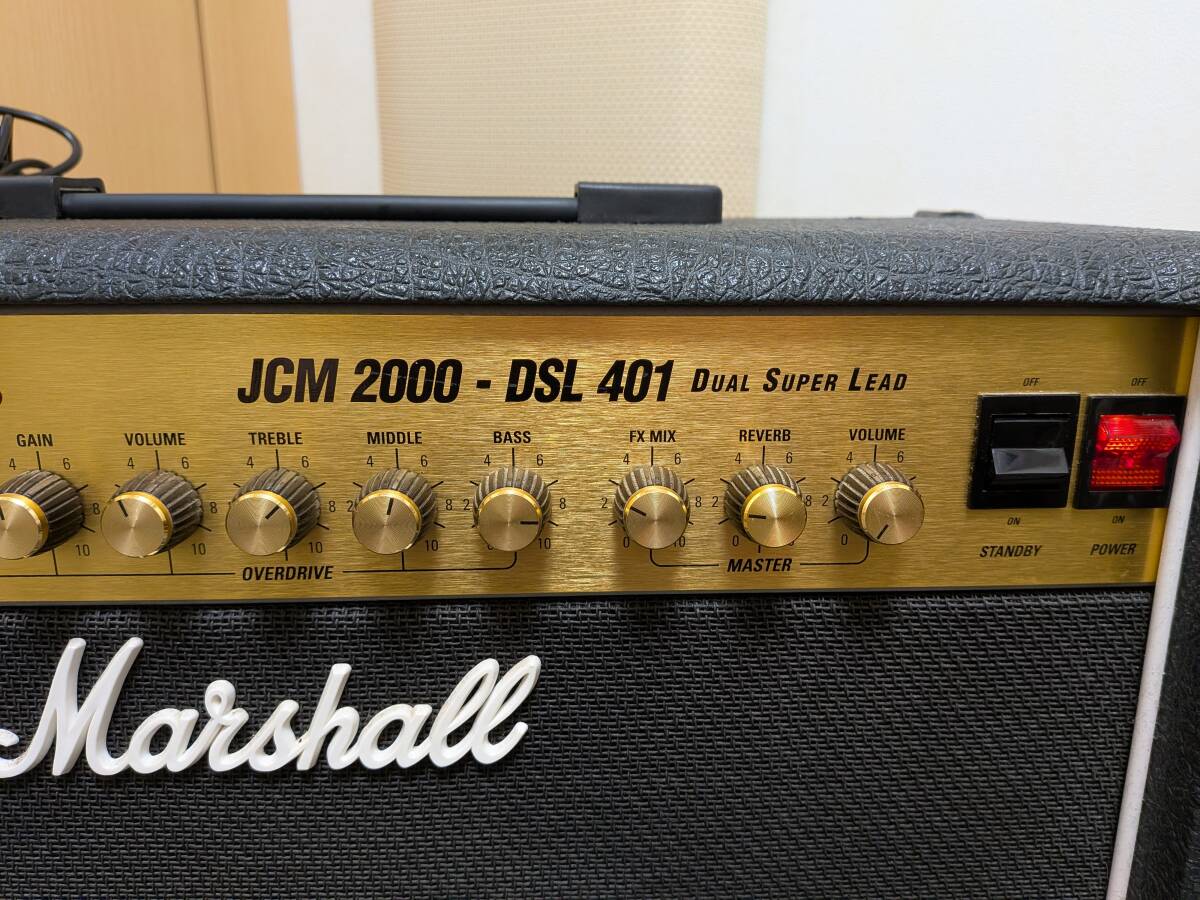 JCM 2000 - DSL 401 DUAL SUPER LEAD
OFF OFF
GAIN VOLUME TREBLE MIDDLE BASS FX MIX REVERB VOLUME
4 6 4 6 4 6 4 6 4 6 4 6 4 6 4 6
8 2 8 2 8 2 8 2 8 2 8 2 8 2
10 10 10 10 10 0 10 0 0
ON ON
OVERDRIVE MASTER STANDBY POWER
Marshall